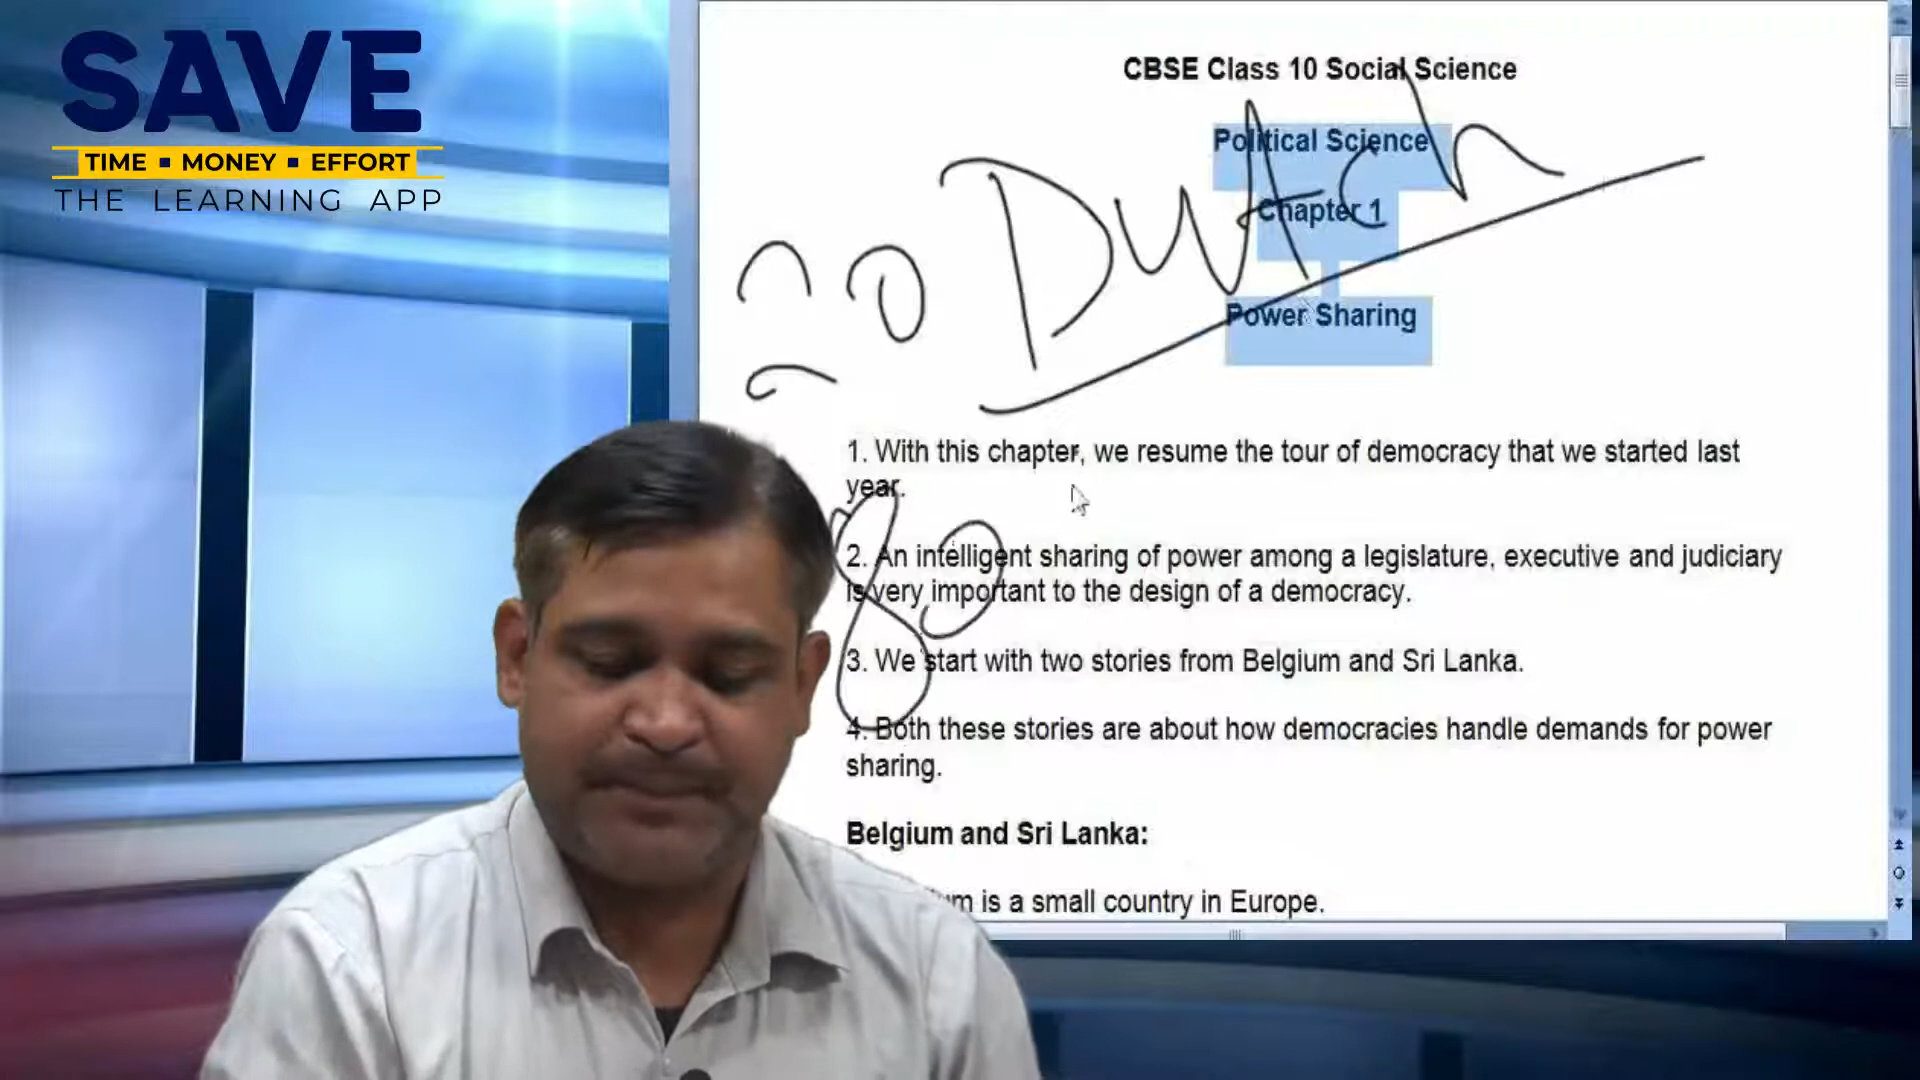 SAVE
TIME ▪ MONEY ▪ EFFORT
THE LEARNING APP
CBSE Class 10 Social Science
Political Science
Chapter 1
Power Sharing
20 Dutch
80
1. With this chapter, we resume the tour of democracy that we started last
year.
2. An intelligent sharing of power among a legislature, executive and judiciary
is very important to the design of a democracy.
3. We start with two stories from Belgium and Sri Lanka.
4. Both these stories are about how democracies handle demands for power
sharing.
Belgium and Sri Lanka:
is a small country in Europe.